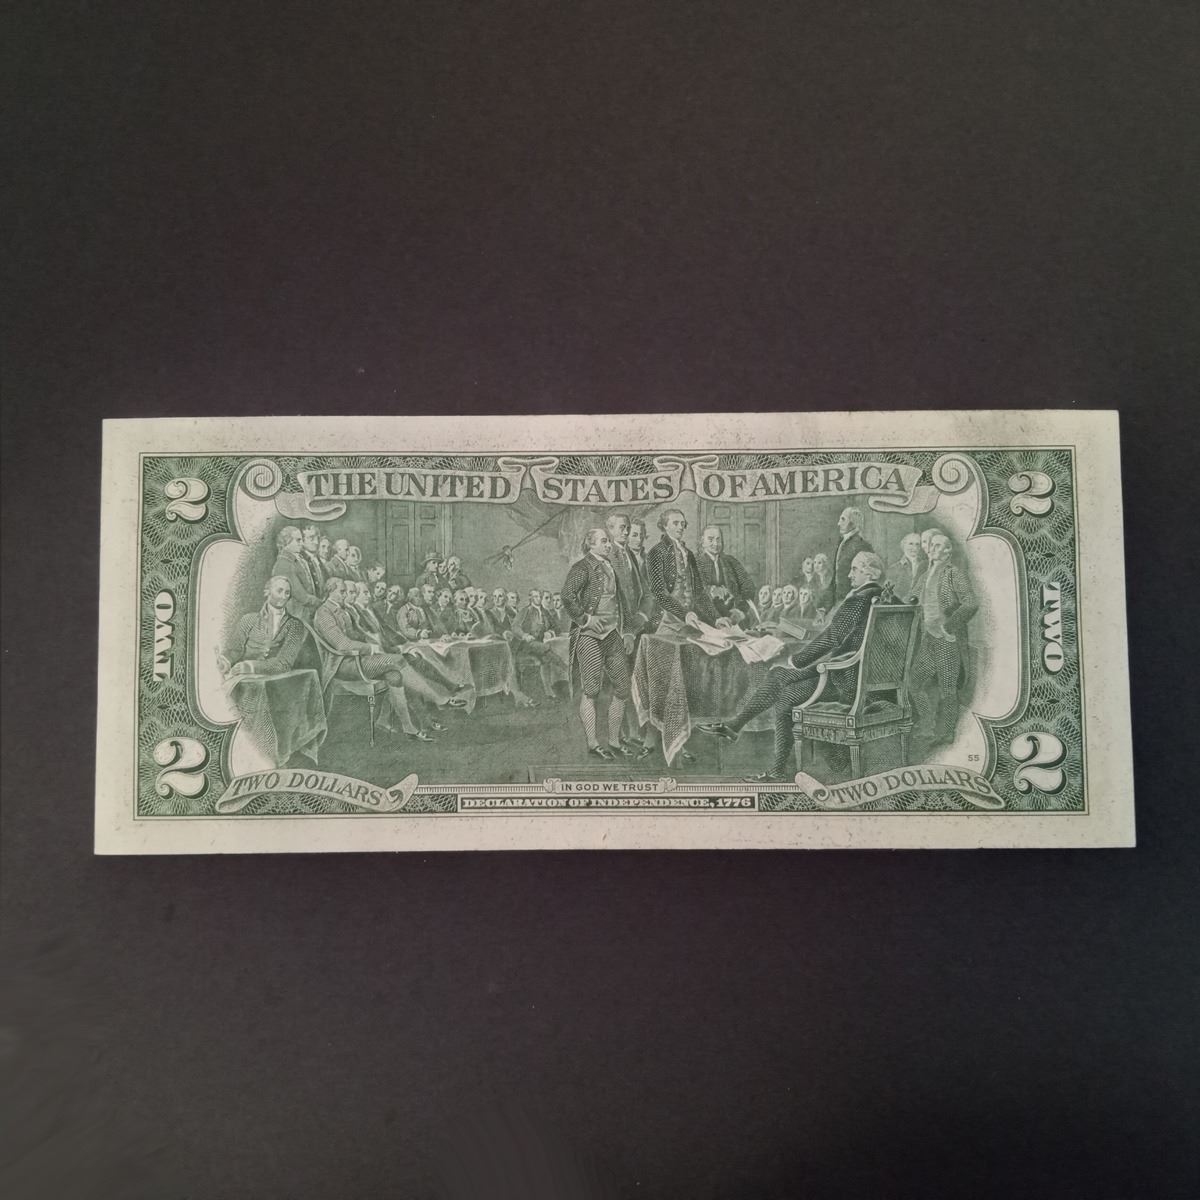 THE UNITED STATES OF AMERICA
2 2
TWO TWO
55
2 2
TWO DOLLARS IN GOD WE TRUST TWO DOLLARS
DECLARATION OF INDEPENDENCE, 1776